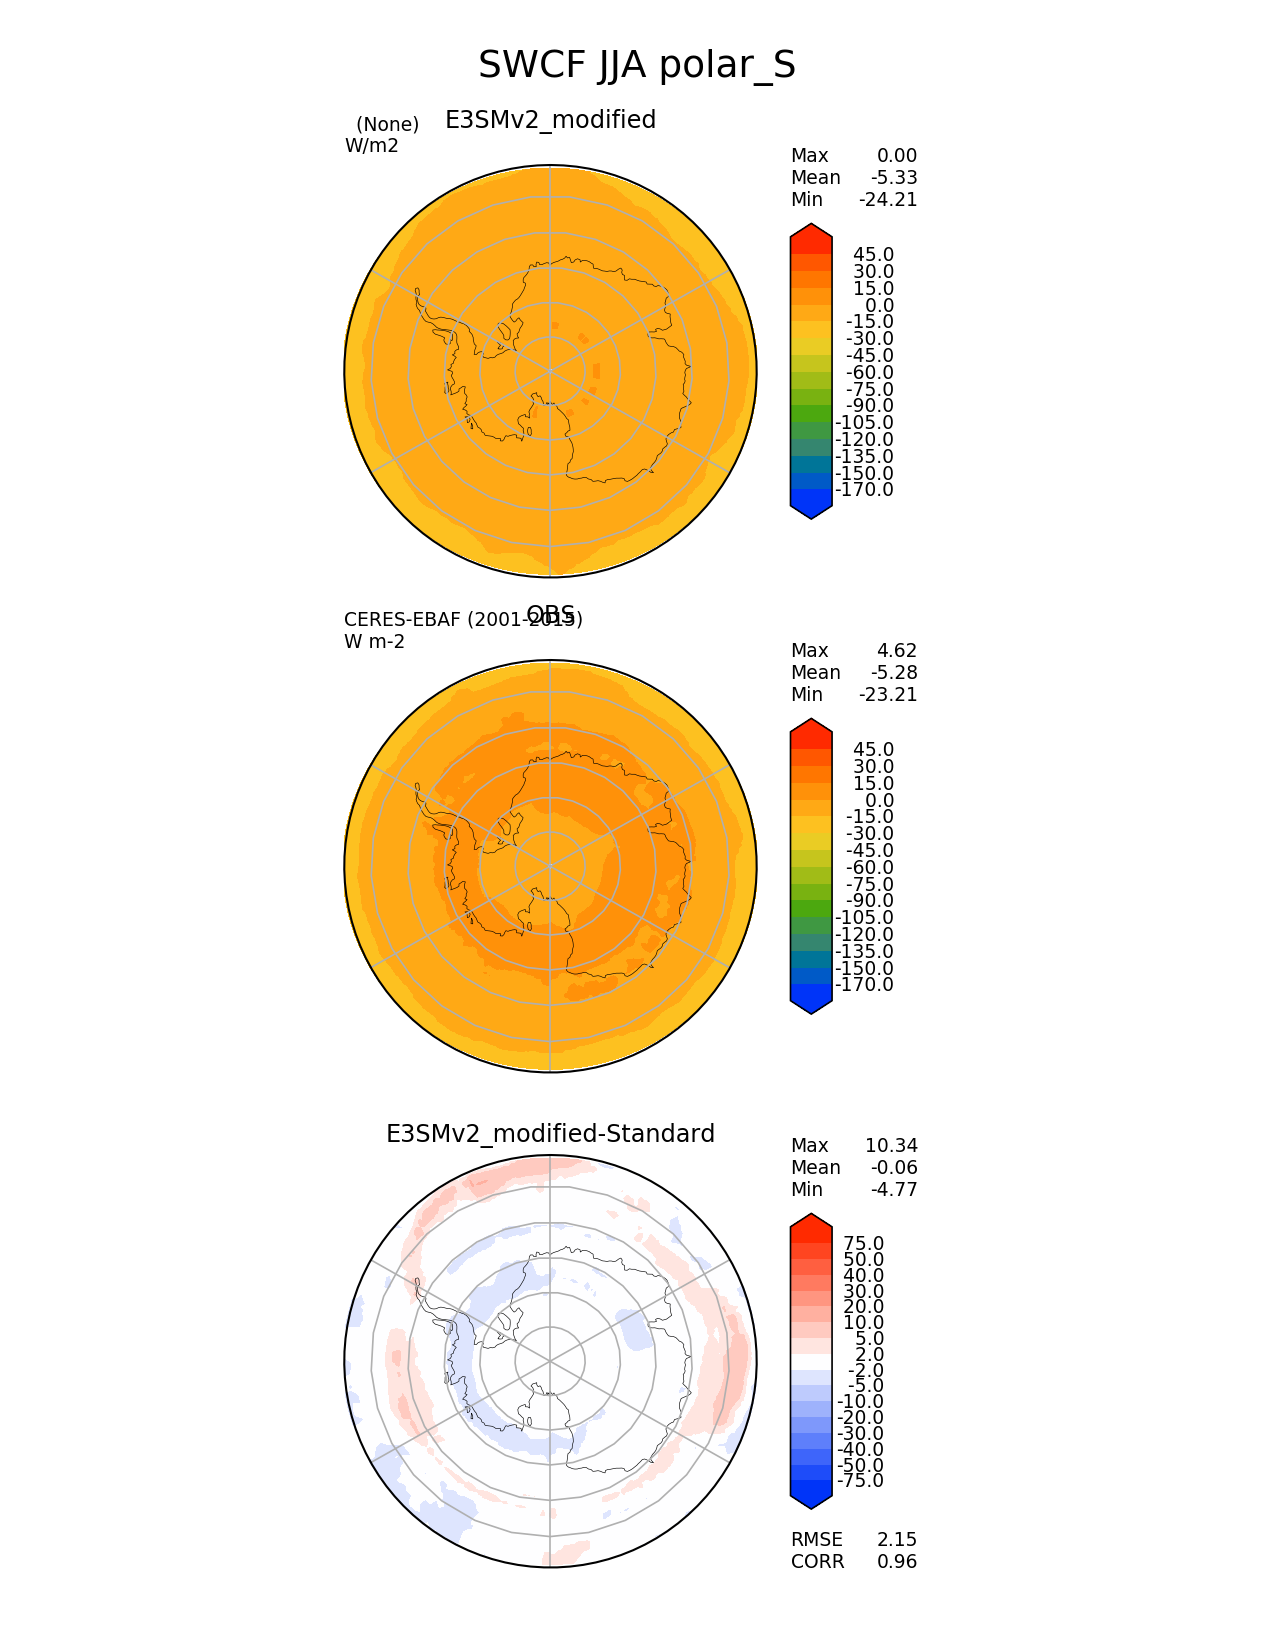 SWCF JJA polar_S
(None)
E3SMv2_modified
W/m2
Max 0.00
Mean -5.33
Min -24.21
45.0
30.0
15.0
0.0
-15.0
-30.0
-45.0
-60.0
-75.0
-90.0
-105.0
-120.0
-135.0
-150.0
-170.0
OBS
CERES-EBAF (2001-2015)
W m-2
Max 4.62
Mean -5.28
Min -23.21
45.0
30.0
15.0
0.0
-15.0
-30.0
-45.0
-60.0
-75.0
-90.0
-105.0
-120.0
-135.0
-150.0
-170.0
E3SMv2_modified-Standard
Max 10.34
Mean -0.06
Min -4.77
75.0
50.0
40.0
30.0
20.0
10.0
5.0
2.0
-2.0
-5.0
-10.0
-20.0
-30.0
-40.0
-50.0
-75.0
RMSE 2.15
CORR 0.96